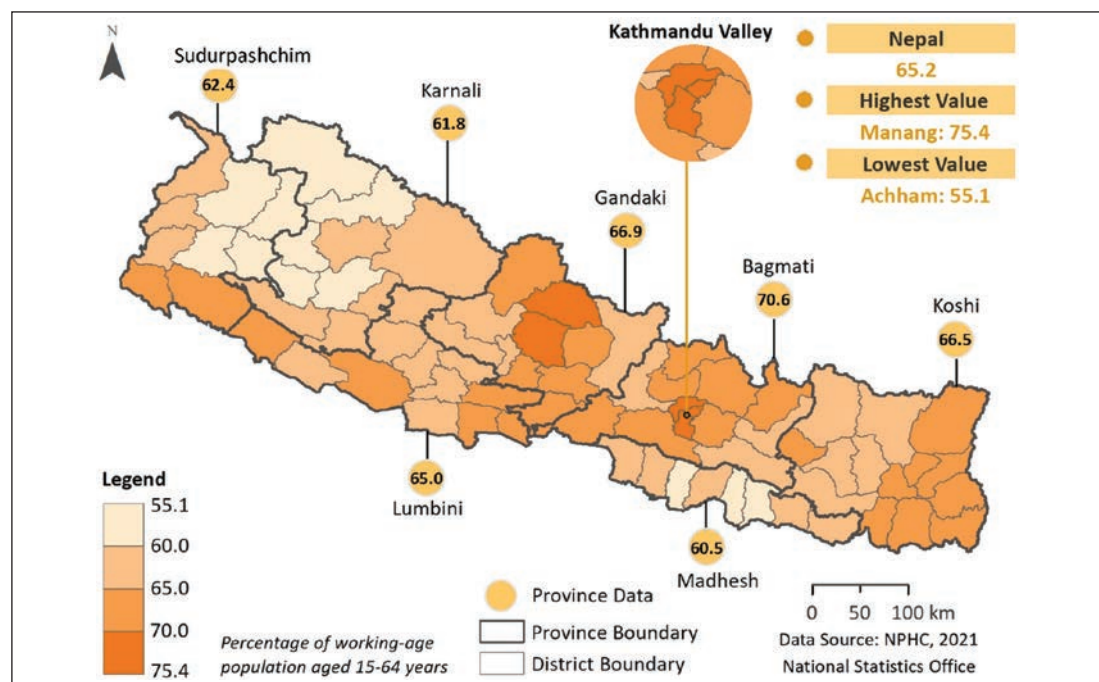 N
Sudurpashchim
62.4
Karnali
61.8
Gandaki
66.9
Kathmandu Valley
Bagmati
70.6
Koshi
66.5
Nepal
65.2
Highest Value
Manang: 75.4
Lowest Value
Achham: 55.1
65.0
Lumbini
60.5
Madhesh
Legend
55.1
60.0
65.0
70.0
75.4
Percentage of working-age
population aged 15-64 years
Province Data
Province Boundary
District Boundary
0 50 100 km
Data Source: NPHC, 2021
National Statistics Office